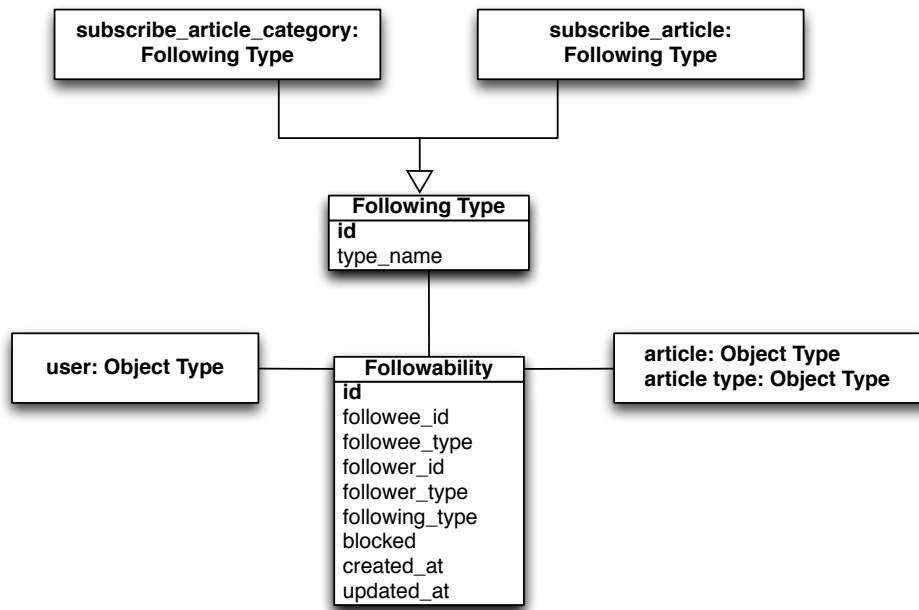 subscribe_article_category:
Following Type
subscribe_article:
Following Type
Following Type
id
type_name
user: Object Type
Followability
id
followee_id
followee_type
follower_id
follower_type
following_type
blocked
created_at
updated_at
article: Object Type
article type: Object Type